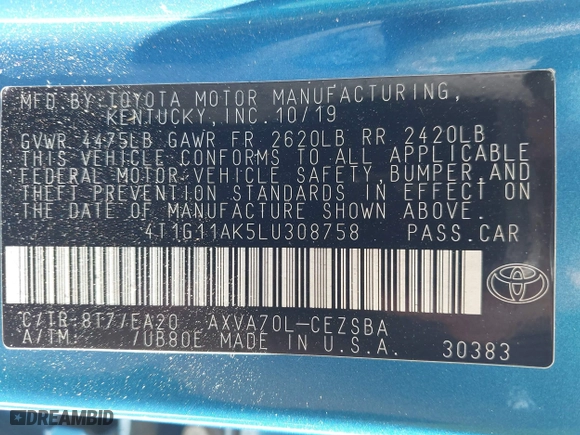 MFD. BY: TOYOTA MOTOR MANUFACTURING,
KENTUCKY, INC. 10/19
GVWR 4475LB GAWR FR 2620LB RR 2420LB
THIS VEHICLE CONFORMS TO ALL APPLICABLE
FEDERAL MOTOR VEHICLE SAFETY, BUMPER, AND
THEFT PREVENTION STANDARDS IN EFFECT ON
THE DATE OF MANUFACTURE SHOWN ABOVE.
4T1G11AK5LU308758 PASS.CAR
C/TR-8T7/EA20 AXVA70L-CEZSBA
A/TM- /UB80E MADE IN U.S.A. 30383
DREAMBID